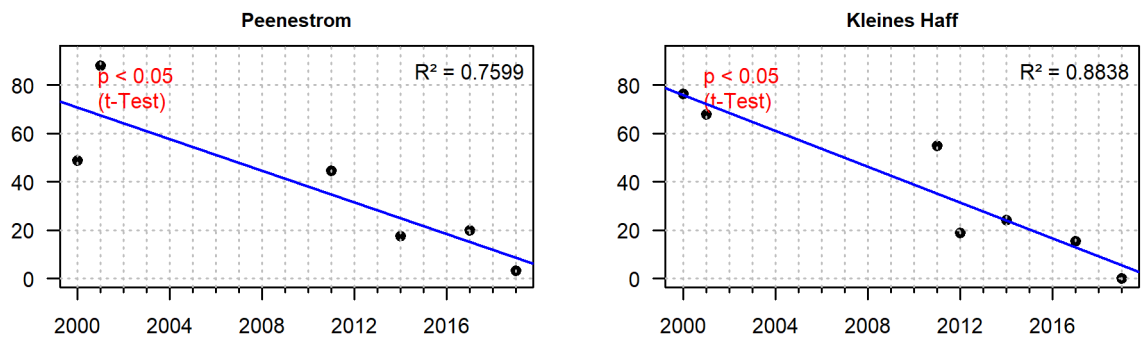 Peenestrom
p < 0.05
(t-Test)
R² = 0.7599
80
60
40
20
0
2000 2004 2008 2012 2016
Kleines Haff
p < 0.05
(t-Test)
R² = 0.8838
80
60
40
20
0
2000 2004 2008 2012 2016